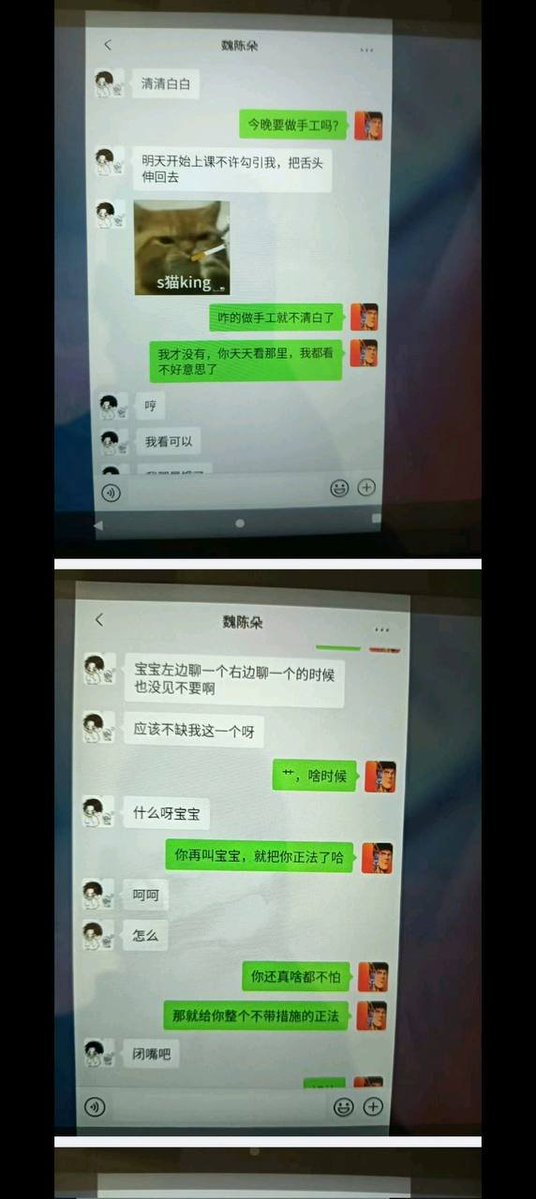 魏陈朵
清清白白
今晚要做手工吗?
明天开始上课不许勾引我，把舌头
伸回去
s猫king
咋的做手工就不清白了
我才没有，你天天看那里，我都看
不好意思了
哼
我看可以
魏陈朵
宝宝左边聊一个右边聊一个的时候
也没见不要啊
应该不缺我这一个呀
艹，啥时候
什么呀宝宝
你再叫宝宝，就把你正法了哈
呵呵
怎么
你还真啥都不怕
那就给你整个不带措施的正法
闭嘴吧